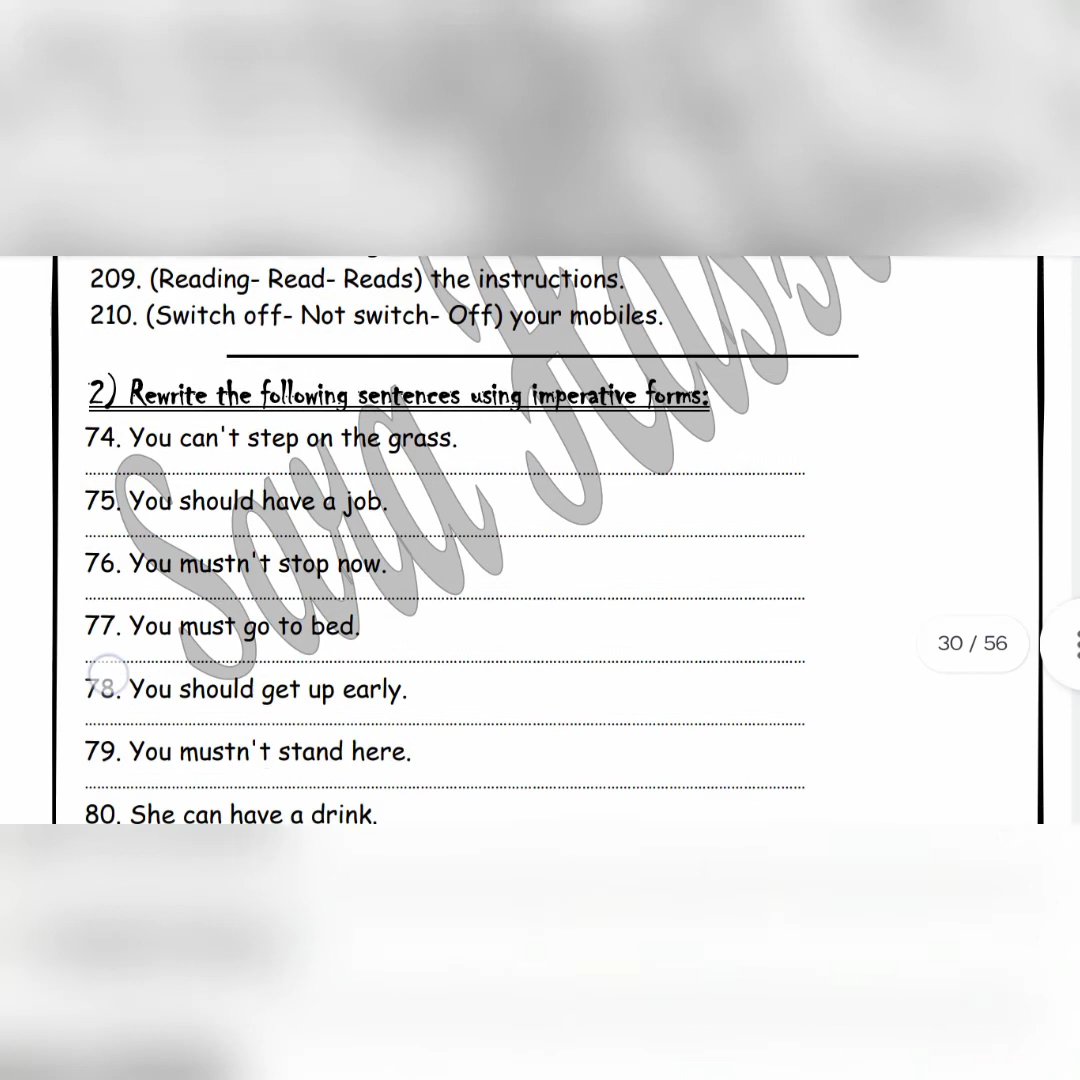 209. (Reading- Read- Reads) the instructions.
210. (Switch off- Not switch- Off) your mobiles.
2) Rewrite the following sentences using imperative forms:
74. You can't step on the grass.
75. You should have a job.
76. You mustn't stop now.
77. You must go to bed.
30 / 56
78. You should get up early.
79. You mustn't stand here.
80. She can have a drink.
Sara